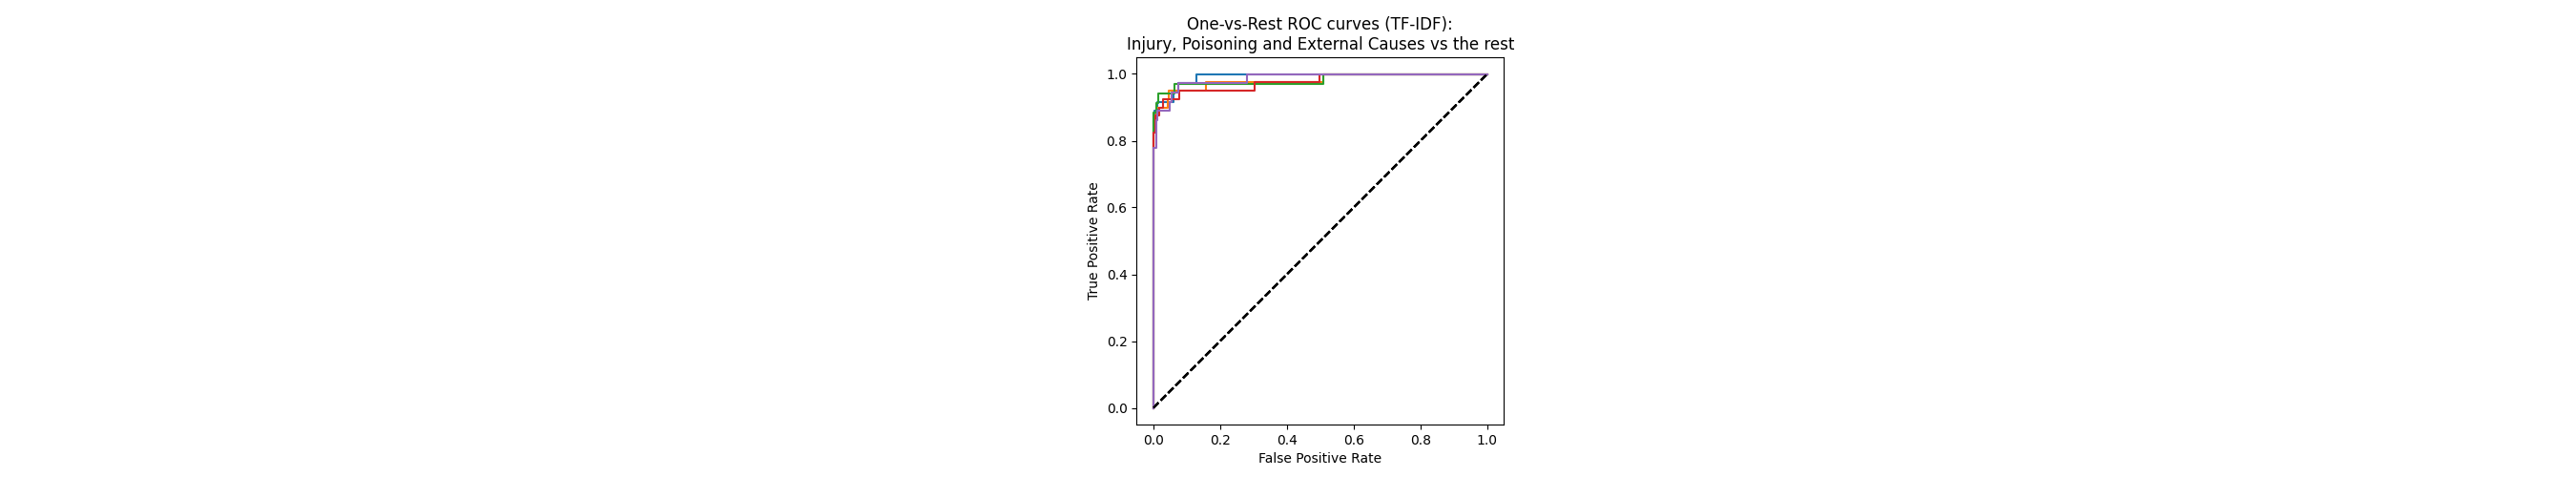 One-vs-Rest ROC curves (TF-IDF):
Injury, Poisoning and External Causes vs the rest
1.0
0.8
0.6
0.4
0.2
0.0
True Positive Rate
0.0 0.2 0.4 0.6 0.8 1.0
False Positive Rate